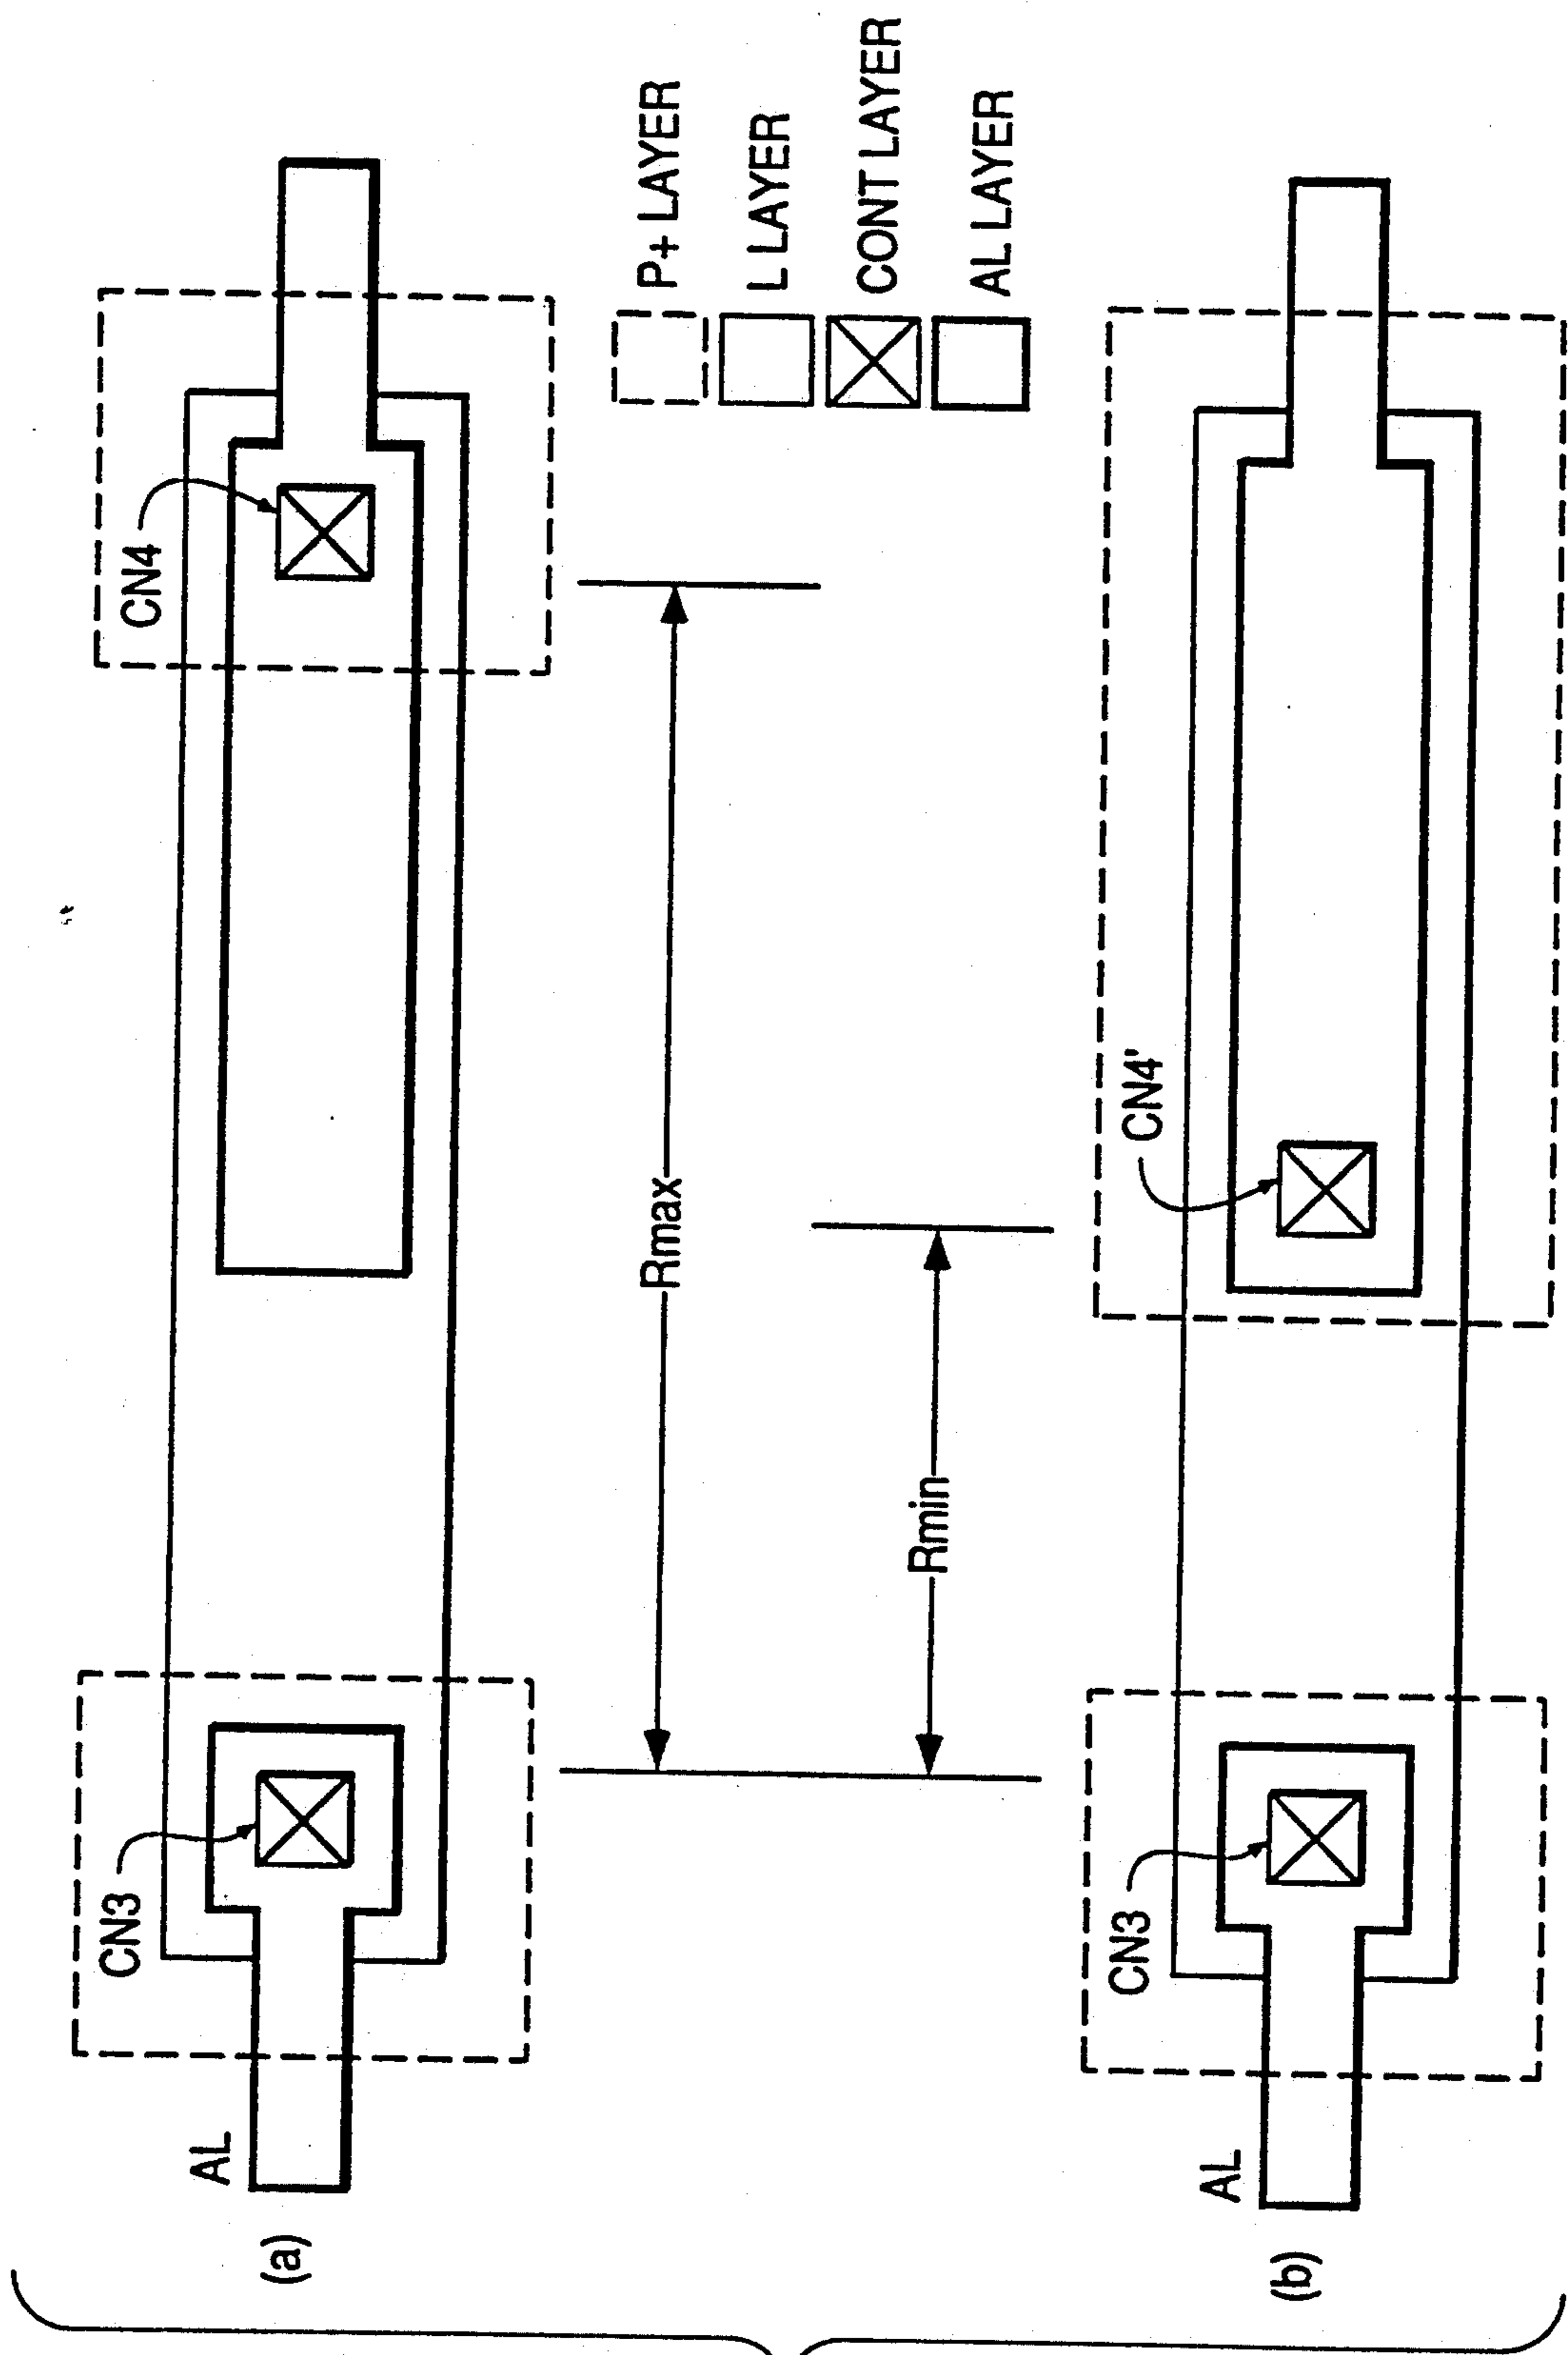 (a)
AL
CN3
CN4
Rmax
Rmin
P+ LAYER
L LAYER
CONT LAYER
AL LAYER
(b)
AL
CN3
CN4'